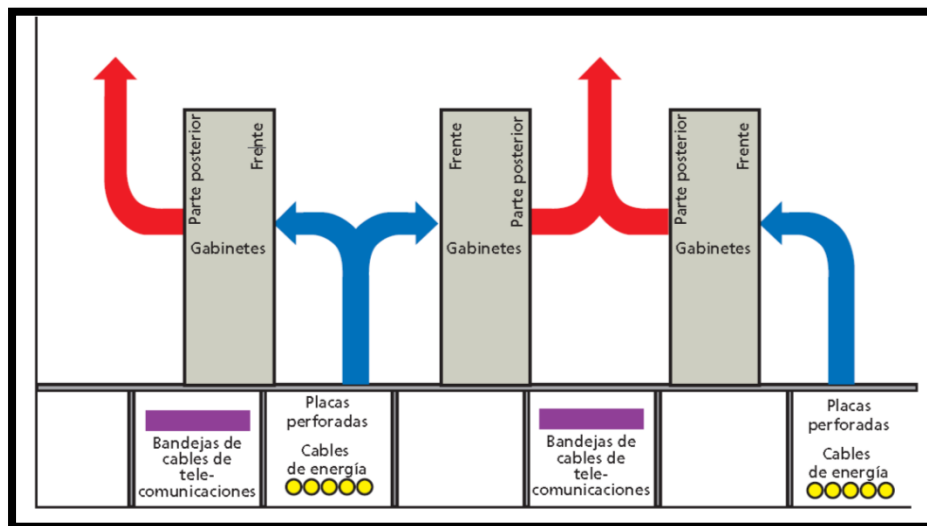 Parte posterior
Frente
Gabinetes
Frente
Parte posterior
Gabinetes
Parte posterior
Frente
Gabinetes
Bandejas de
cables de
tele-
comunicaciones
Placas
perforadas
Cables
de energía
Bandejas de
cables de
tele-
comunicaciones
Placas
perforadas
Cables
de energía